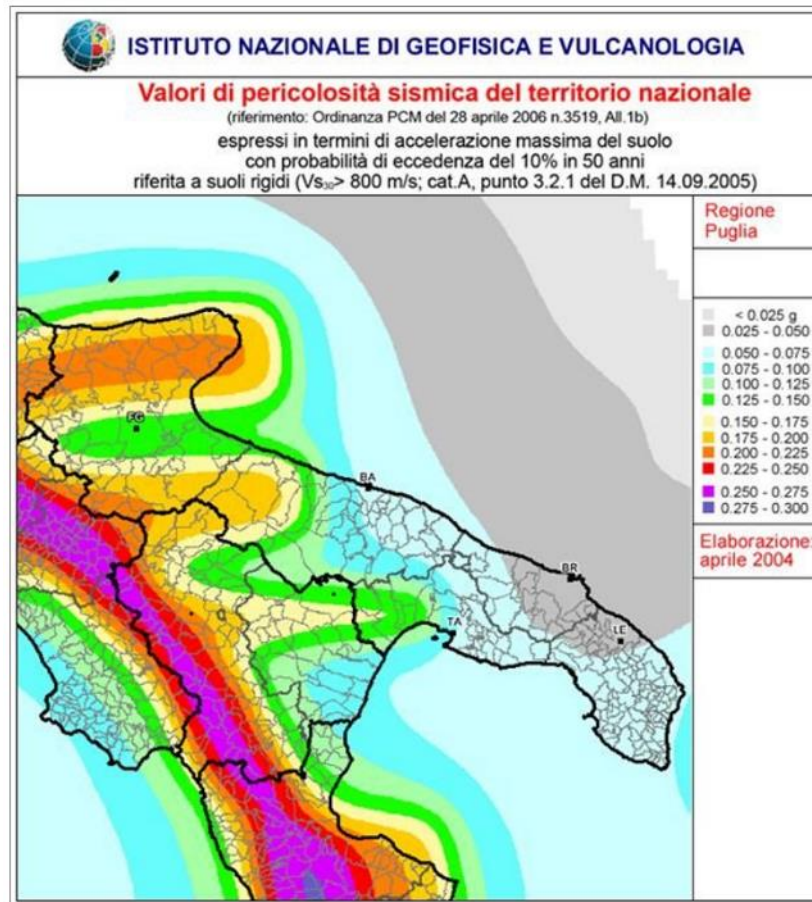 ISTITUTO NAZIONALE DI GEOFISICA E VULCANOLOGIA
Valori di pericolosità sismica del territorio nazionale
(riferimento: Ordinanza PCM del 28 aprile 2006 n.3519, All.1b)
espressi in termini di accelerazione massima del suolo
con probabilità di eccedenza del 10% in 50 anni
riferita a suoli rigidi (Vs₃₀> 800 m/s; cat.A, punto 3.2.1 del D.M. 14.09.2005)
Regione
Puglia
< 0.025 g
0.025 - 0.050
0.050 - 0.075
0.075 - 0.100
0.100 - 0.125
0.125 - 0.150
0.150 - 0.175
0.175 - 0.200
0.200 - 0.225
0.225 - 0.250
0.250 - 0.275
0.275 - 0.300
Elaborazione:
aprile 2004
FG
BA
BR
TA
LE